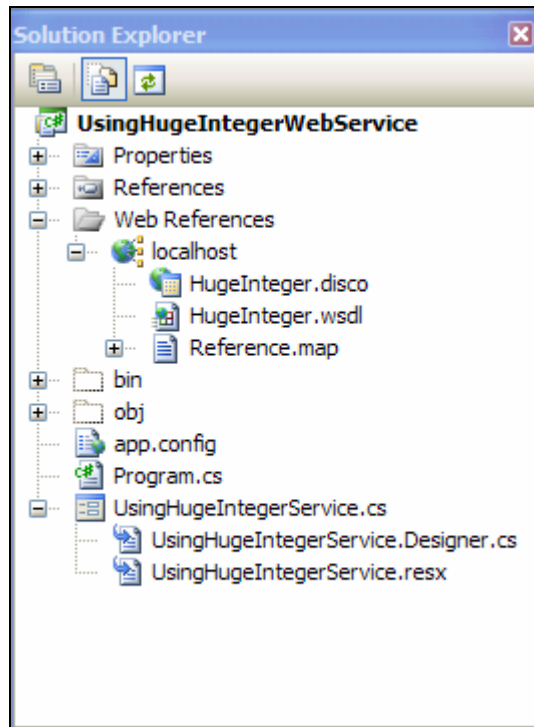 Solution Explorer
UsingHugeIntegerWebService
Properties
References
Web References
localhost
HugeInteger.disco
HugeInteger.wsdl
Reference.map
bin
obj
app.config
Program.cs
UsingHugeIntegerService.cs
UsingHugeIntegerService.Designer.cs
UsingHugeIntegerService.resx